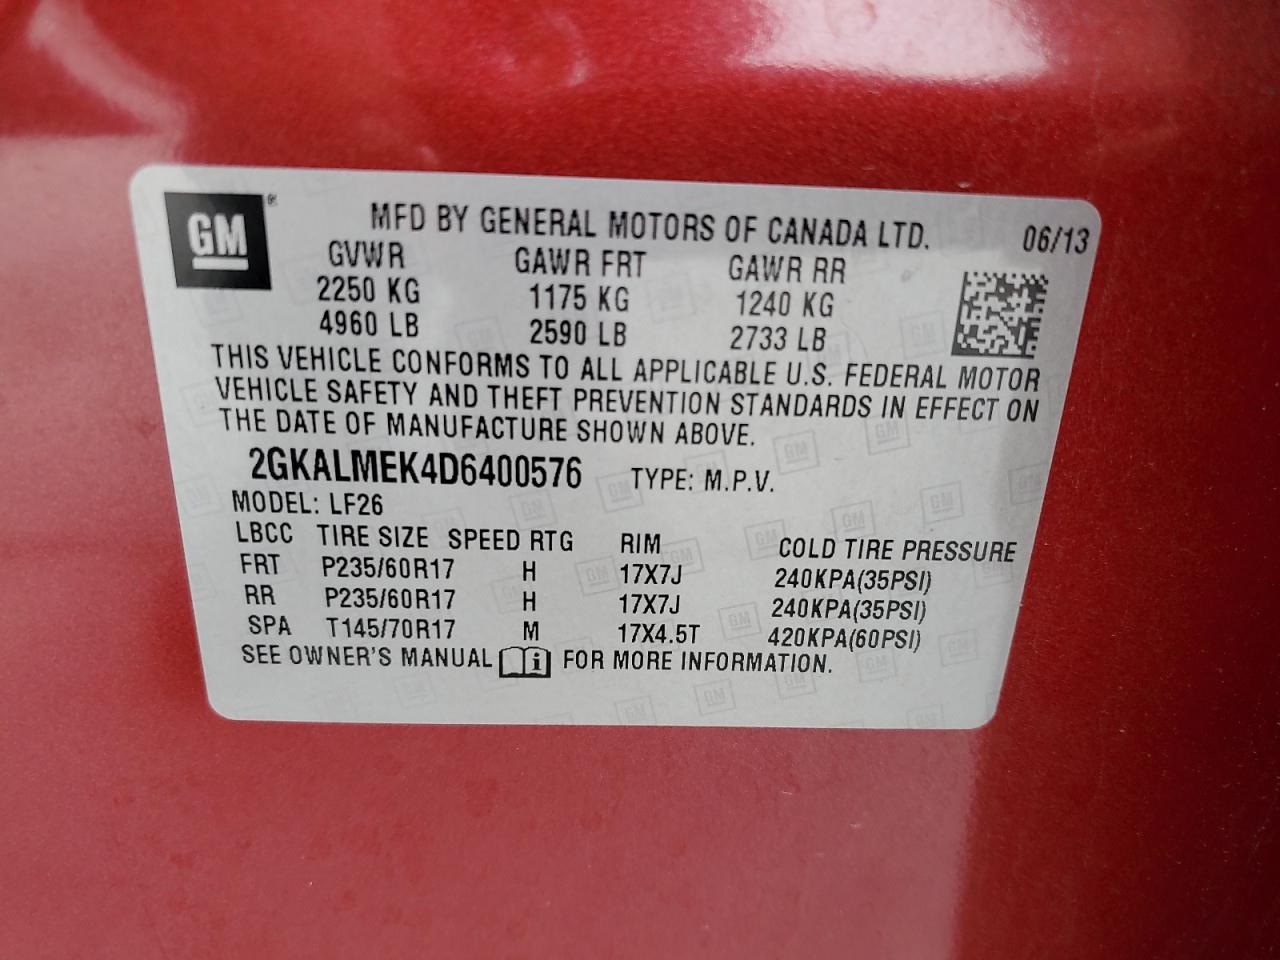 GM ®
MFD BY GENERAL MOTORS OF CANADA LTD. 06/13
GVWR GAWR FRT GAWR RR
2250 KG 1175 KG 1240 KG
4960 LB 2590 LB 2733 LB
THIS VEHICLE CONFORMS TO ALL APPLICABLE U.S. FEDERAL MOTOR
VEHICLE SAFETY AND THEFT PREVENTION STANDARDS IN EFFECT ON
THE DATE OF MANUFACTURE SHOWN ABOVE.
2GKALMEK4D6400576 TYPE: M.P.V.
MODEL: LF26
LBCC TIRE SIZE SPEED RTG RIM COLD TIRE PRESSURE
FRT P235/60R17 H 17X7J 240KPA(35PSI)
RR P235/60R17 H 17X7J 240KPA(35PSI)
SPA T145/70R17 M 17X4.5T 420KPA(60PSI)
SEE OWNER'S MANUAL i FOR MORE INFORMATION.